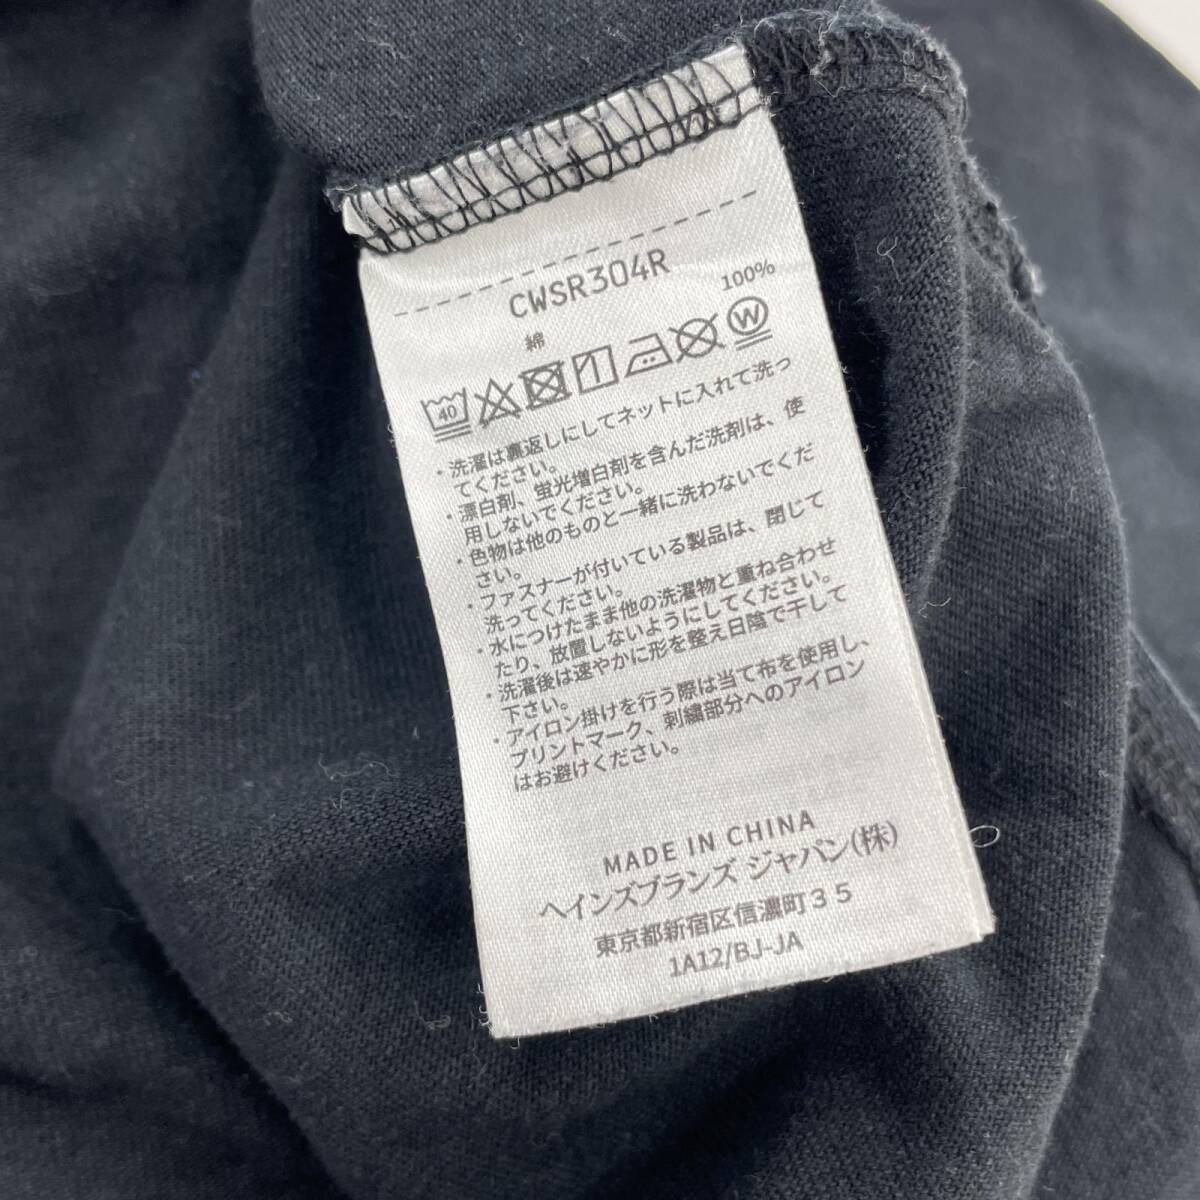 CWSR304R
綿 100%
40 W
・洗濯は裏返しにしてネットに入れて洗っ
てください。
・漂白剤、蛍光増白剤を含んだ洗剤は、使
用しないでください。
・色物は他のものと一緒に洗わないでくだ
さい。
・ファスナーが付いている製品は、閉じて
洗ってください。
・水につけたまま他の洗濯物と重ね合わせ
たり、放置しないようにしてください。
・洗濯後は速やかに形を整え日陰で干して
下さい。
・アイロン掛けを行う際は当て布を使用し、
プリントマーク、刺繍部分へのアイロン
はお避けください。
MADE IN CHINA
ヘインズブランズ ジャパン(株)
東京都新宿区信濃町３５
1A12/BJ-JA